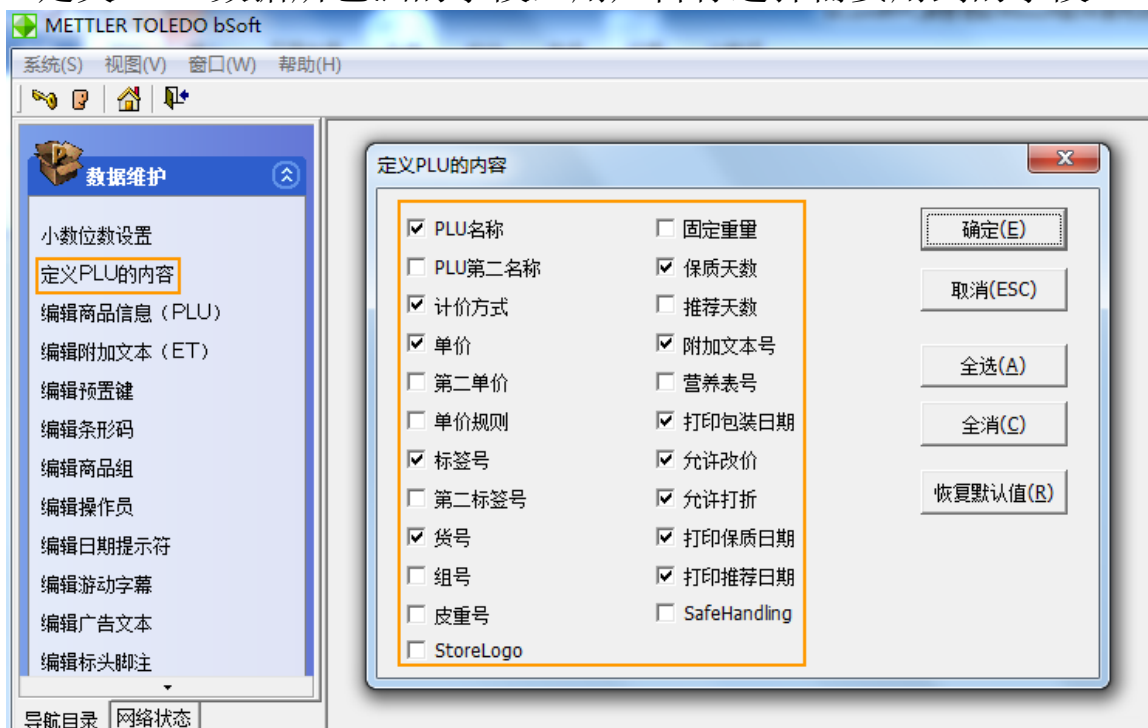 METTLER TOLEDO bSoft
系统(S) 视图(V) 窗口(W) 帮助(H)
数据维护
小数位数设置
定义PLU的内容
编辑商品信息（PLU）
编辑附加文本（ET）
编辑预置键
编辑条形码
编辑商品组
编辑操作员
编辑日期提示符
编辑游动字幕
编辑广告文本
编辑标头脚注
导航目录 网络状态
定义PLU的内容
PLU名称
PLU第二名称
计价方式
单价
第二单价
单价规则
标签号
第二标签号
货号
组号
皮重号
StoreLogo
固定重量
保质天数
推荐天数
附加文本号
营养表号
打印包装日期
允许改价
允许打折
打印保质日期
打印推荐日期
SafeHandling
确定(E)
取消(ESC)
全选(A)
全消(C)
恢复默认值(R)